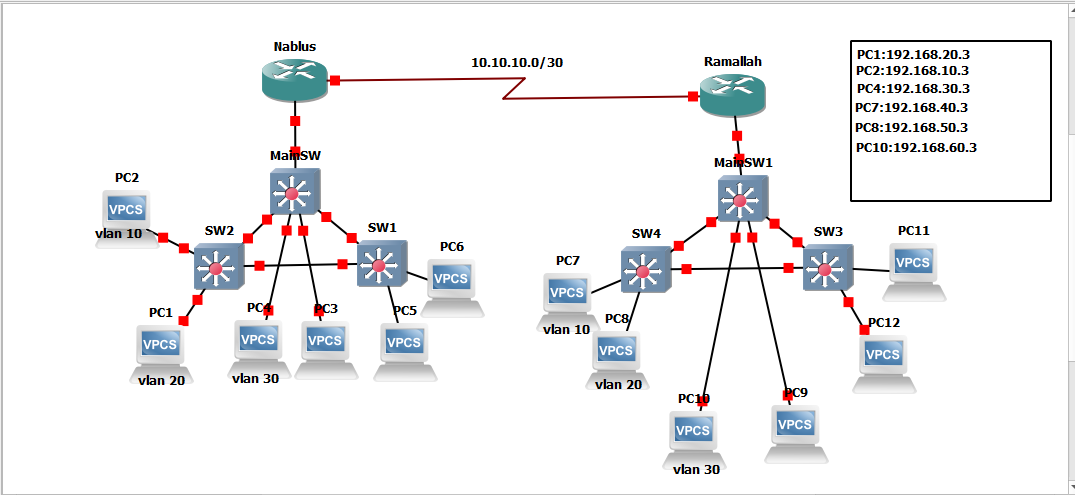 Nablus
10.10.10.0/30
Ramallah
PC1:192.168.20.3
PC2:192.168.10.3
PC4:192.168.30.3
PC7:192.168.40.3
PC8:192.168.50.3
PC10:192.168.60.3
MainSW
MainSW1
PC2
VPCS
vlan 10
SW2
SW1
PC6
VPCS
SW4
SW3
PC11
VPCS
PC7
VPCS
vlan 10
PC1
VPCS
vlan 20
PC4
VPCS
vlan 30
PC3
VPCS
PC5
VPCS
PC8
VPCS
vlan 20
PC12
VPCS
PC10
VPCS
vlan 30
PC9
VPCS